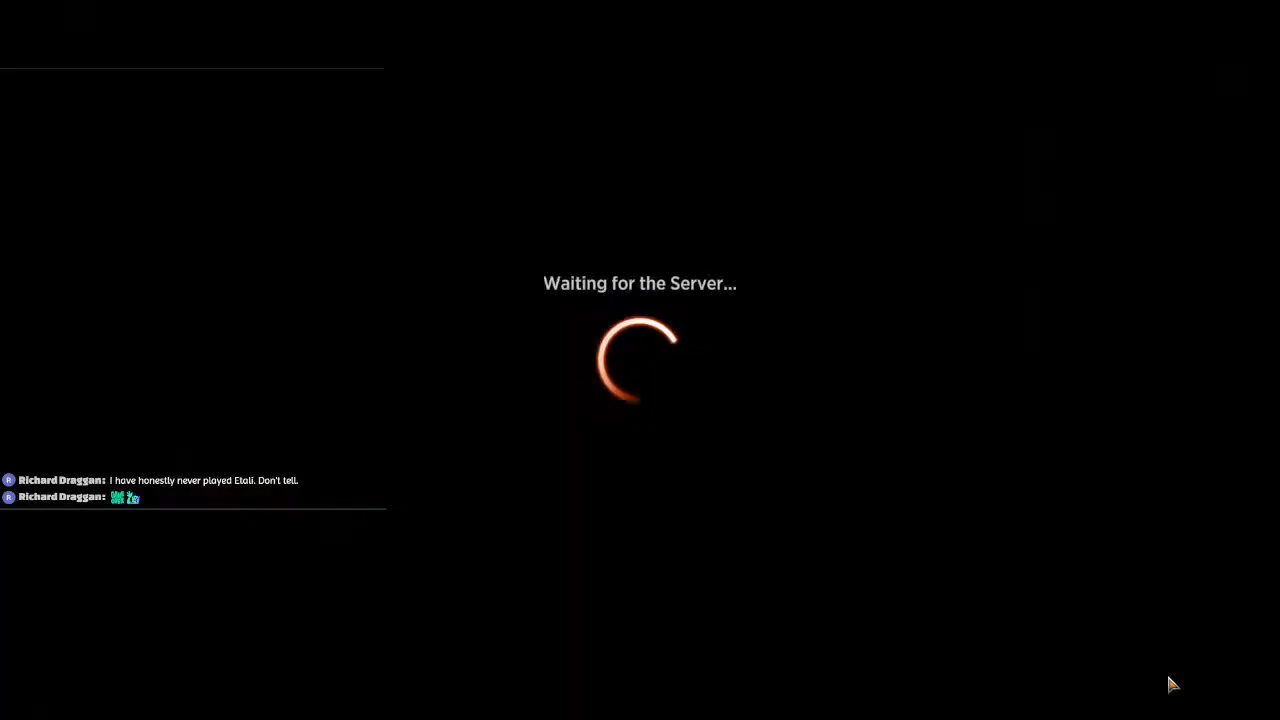 Waiting for the Server...
Richard Draggan: I have honestly never played Etali. Don't tell.
Richard Draggan: